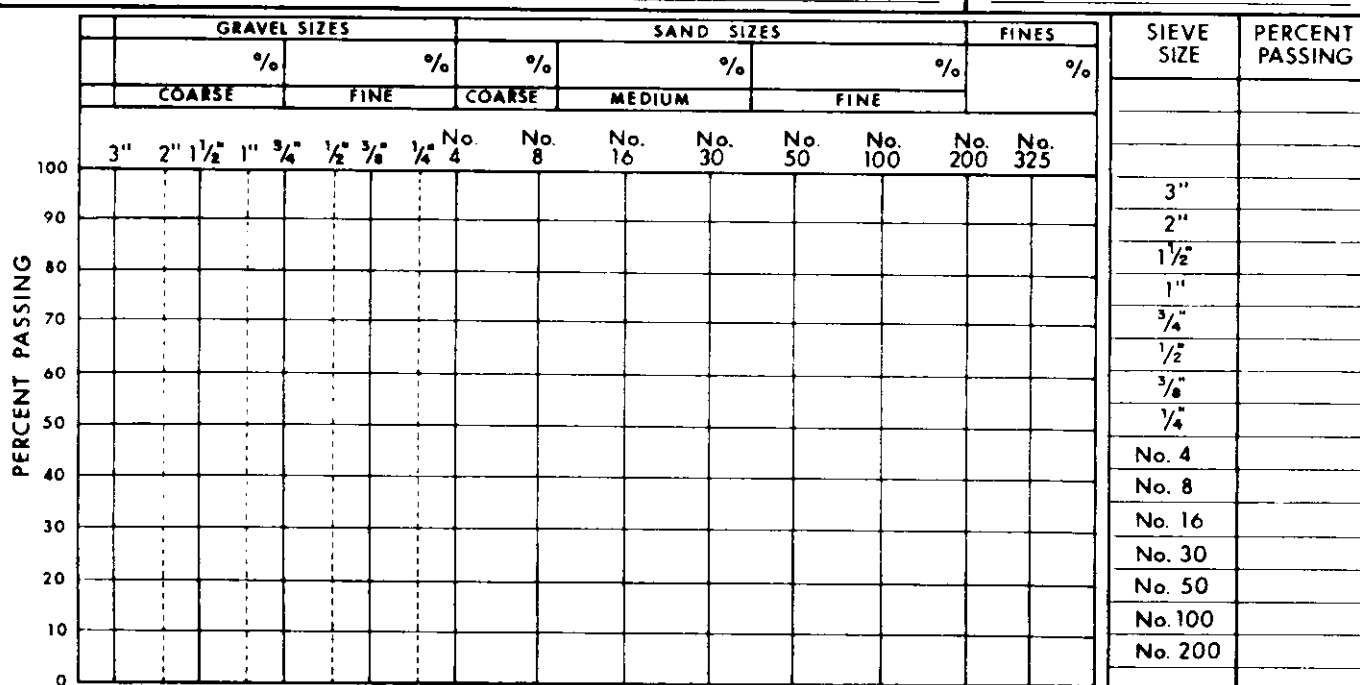 GRAVEL SIZES SAND SIZES FINES
% % % % % %
COARSE FINE COARSE MEDIUM FINE
3" 2" 1½" 1" ¾" ½" ⅜" ¼" No. 4 No. 8 No. 16 No. 30 No. 50 No. 100 No. 200 No. 325
PERCENT PASSING
100
90
80
70
60
50
40
30
20
10
0
SIEVE SIZE PERCENT PASSING
3"
2"
1½"
1"
¾"
½"
⅜"
¼"
No. 4
No. 8
No. 16
No. 30
No. 50
No. 100
No. 200